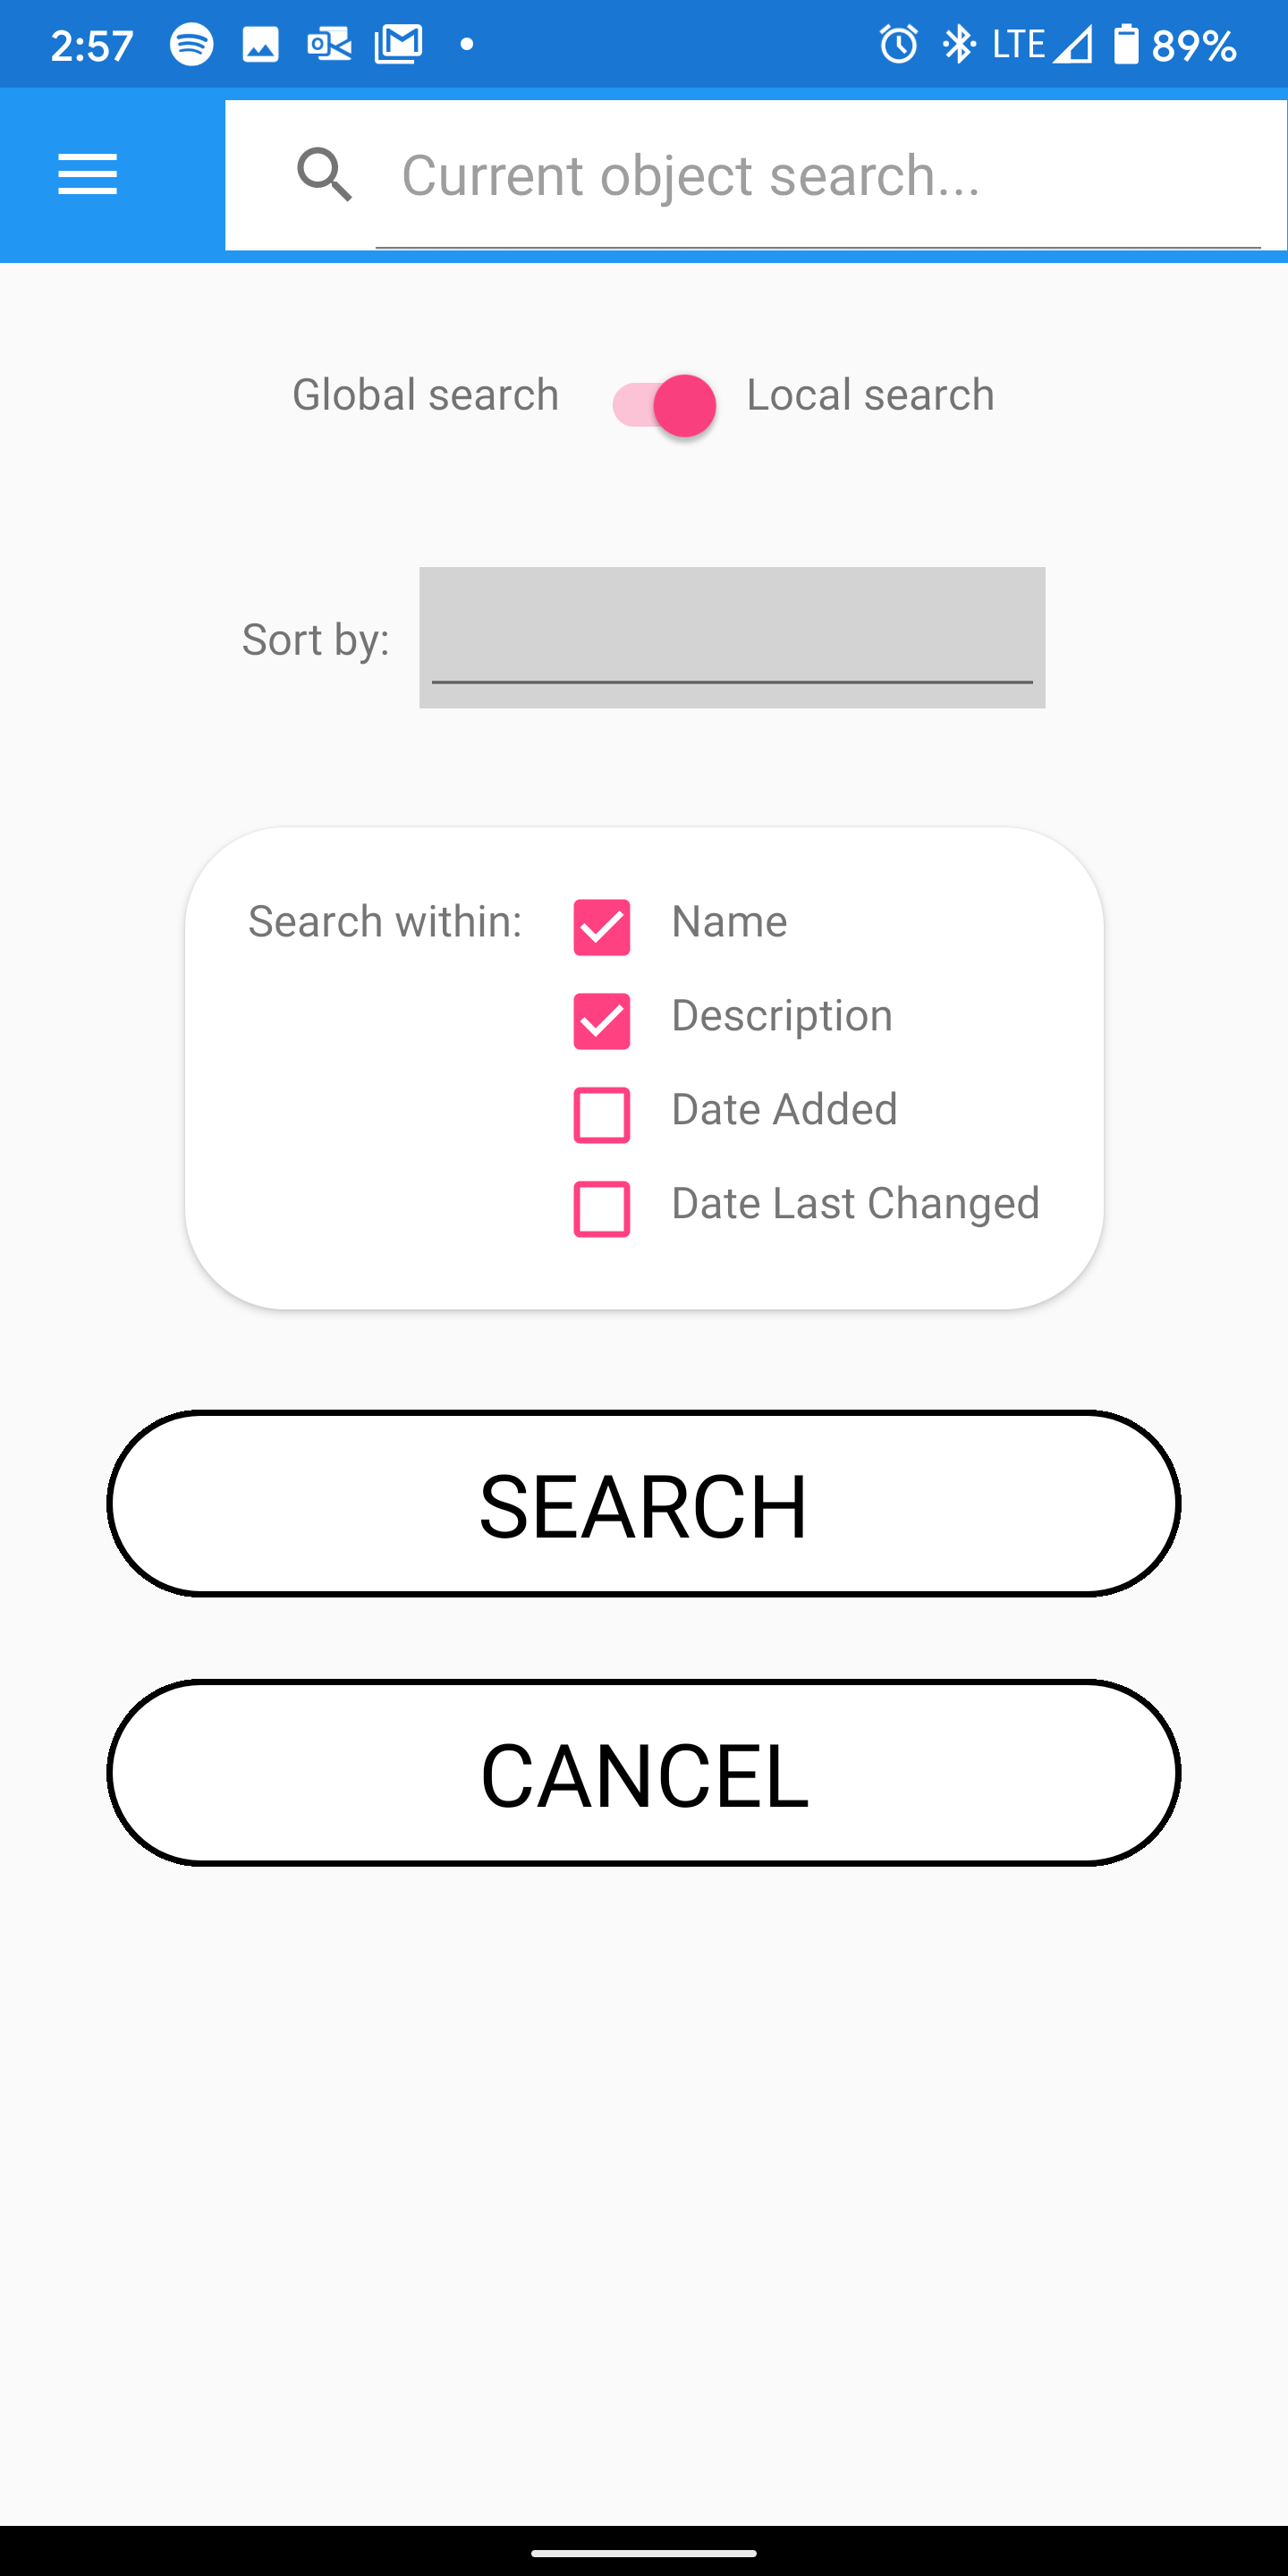 2:57 LTE 89%
Current object search...
Global search Local search
Sort by:
Search within: Name
Description
Date Added
Date Last Changed
SEARCH
CANCEL